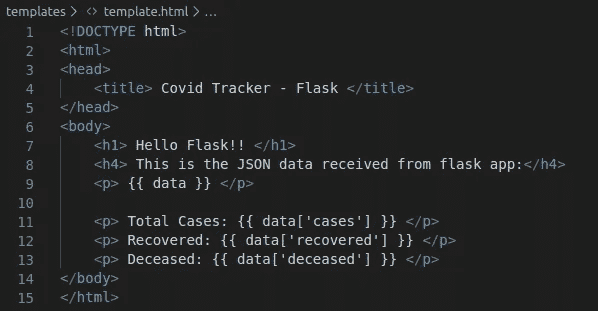 templates > <> template.html > ...
1 <!DOCTYPE html>
2 <html>
3 <head>
4     <title> Covid Tracker - Flask </title>
5 </head>
6 <body>
7     <h1> Hello Flask!! </h1>
8     <h4> This is the JSON data received from flask app:</h4>
9     <p> {{ data }} </p>
10
11     <p> Total Cases: {{ data['cases'] }} </p>
12     <p> Recovered: {{ data['recovered'] }} </p>
13     <p> Deceased: {{ data['deceased'] }} </p>
14 </body>
15 </html>